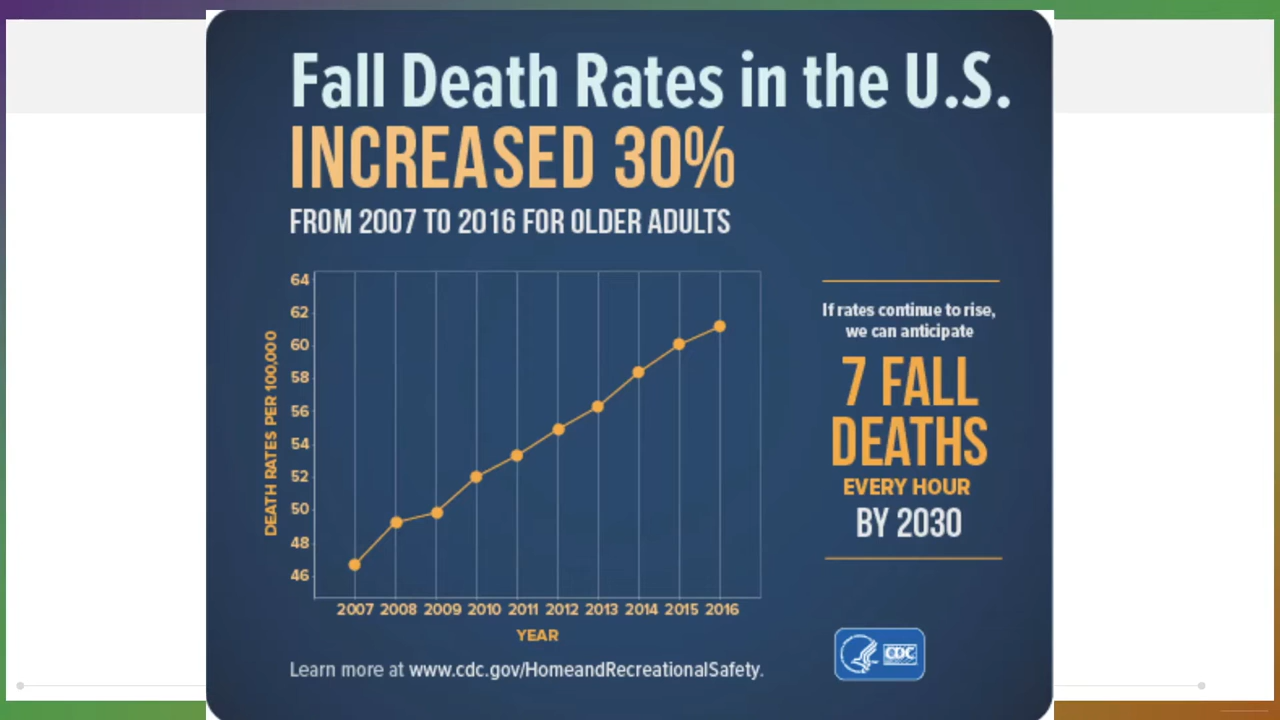 Fall Death Rates in the U.S.
INCREASED 30%
FROM 2007 TO 2016 FOR OLDER ADULTS
64
62
60
58
56
54
52
50
48
46
DEATH RATES PER 100,000
2007 2008 2009 2010 2011 2012 2013 2014 2015 2016
YEAR
If rates continue to rise,
we can anticipate
7 FALL
DEATHS
EVERY HOUR
BY 2030
Learn more at www.cdc.gov/HomeandRecreationalSafety.
CDC